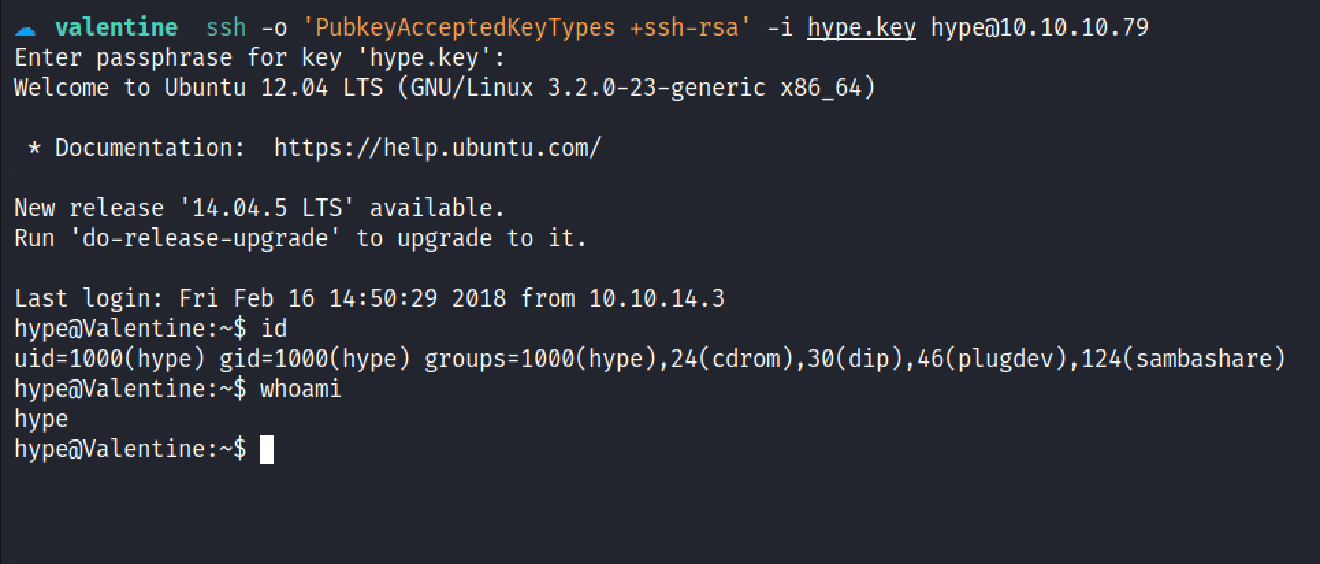 valentine ssh -o 'PubkeyAcceptedKeyTypes +ssh-rsa' -i hype.key hype@10.10.10.79
Enter passphrase for key 'hype.key':
Welcome to Ubuntu 12.04 LTS (GNU/Linux 3.2.0-23-generic x86_64)
* Documentation:  https://help.ubuntu.com/
New release '14.04.5 LTS' available.
Run 'do-release-upgrade' to upgrade to it.
Last login: Fri Feb 16 14:50:29 2018 from 10.10.14.3
hype@Valentine:~$ id
uid=1000(hype) gid=1000(hype) groups=1000(hype),24(cdrom),30(dip),46(plugdev),124(sambashare)
hype@Valentine:~$ whoami
hype
hype@Valentine:~$